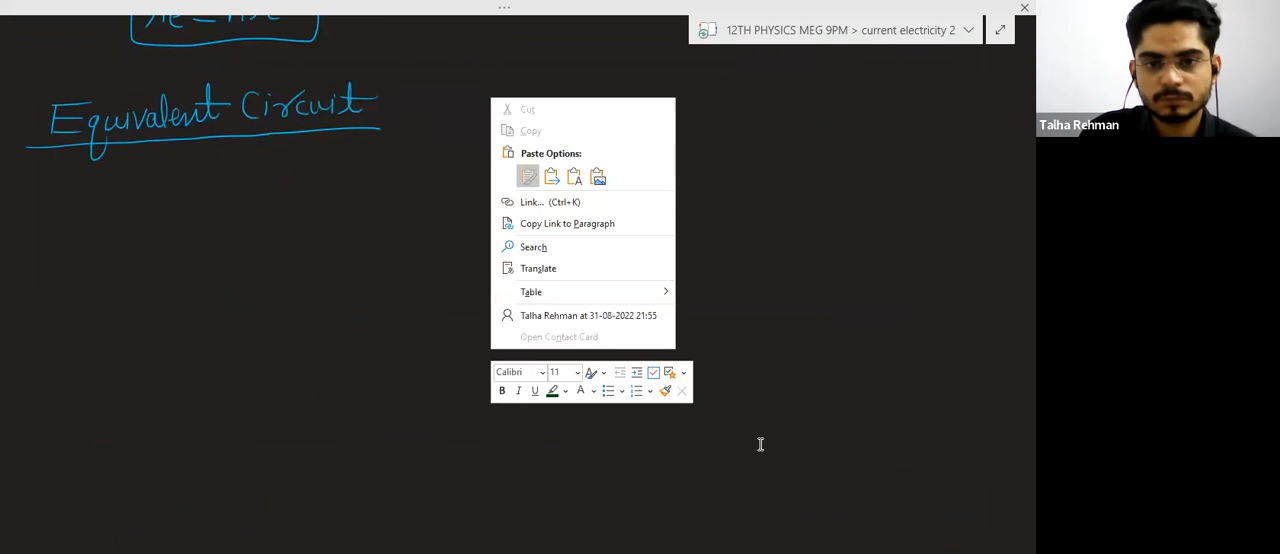 12TH PHYSICS MEG 9PM > current electricity 2
Talha Rehman
Equivalent Circuit
Cut
Copy
Paste Options:
A
Link... (Ctrl+K)
Copy Link to Paragraph
Search
Translate
Table
Talha Rehman at 31-08-2022 21:55
Open Contact Card
Calibri 11
B I U A